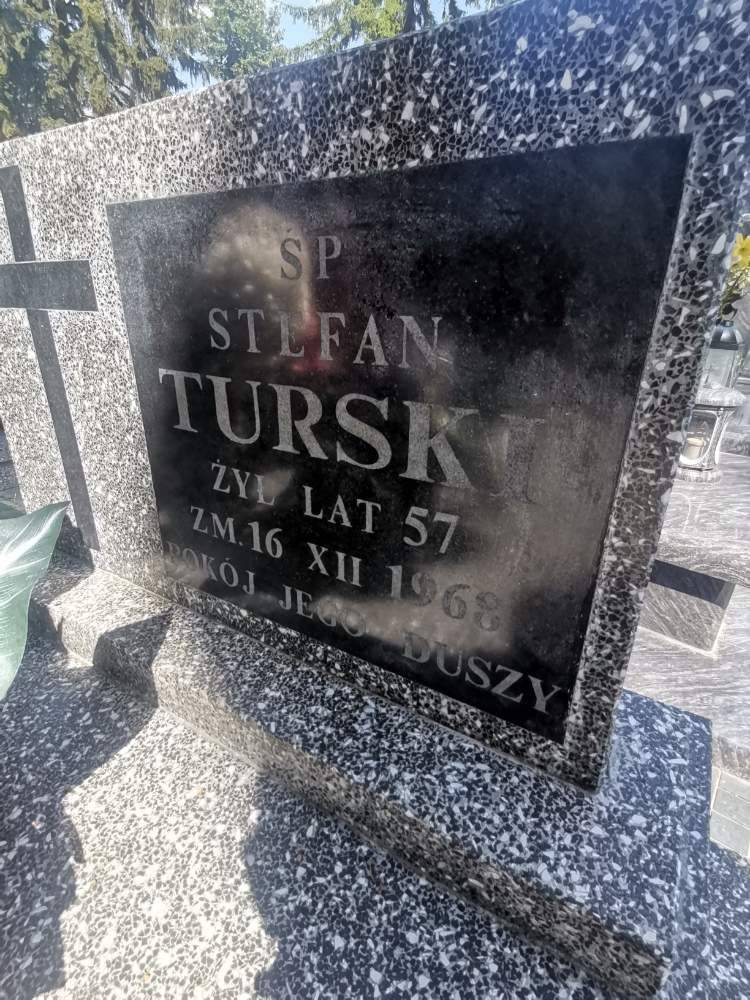 ŚP
STEFAN
TURSKI
ŻYŁ LAT 57
ZM. 16 XII 1968
POKÓJ JEGO DUSZY